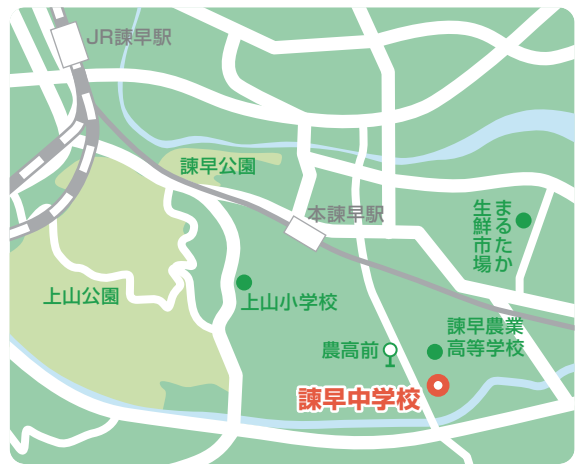 JR諫早駅
諫早公園
本諫早駅
まるたか
生鮮市場
上山公園
上山小学校
諫早農業
高等学校
農高前
諫早中学校